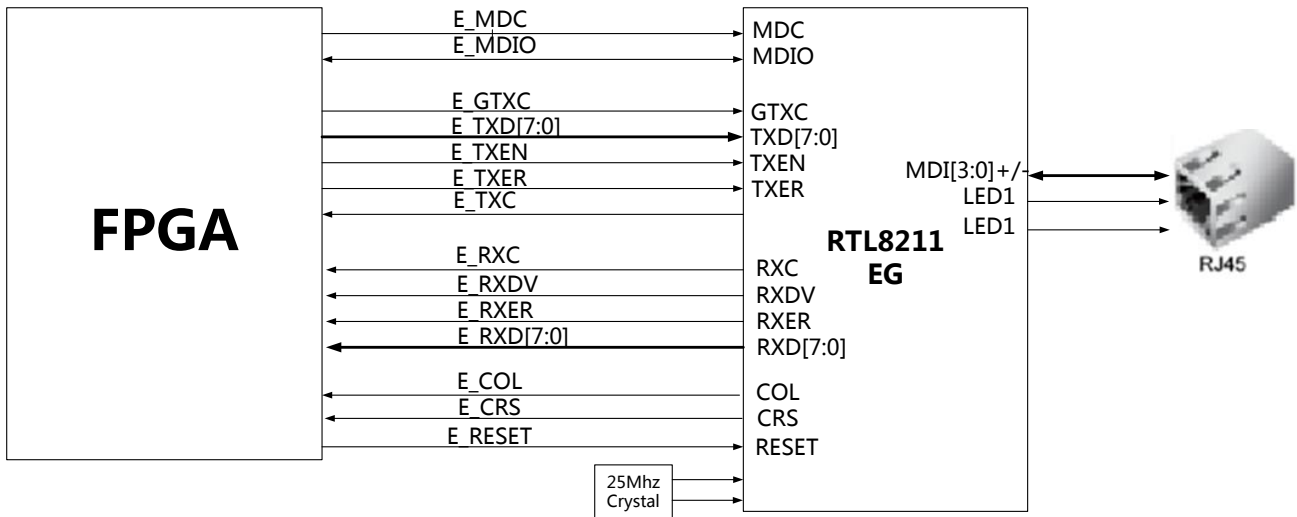 E_MDC
MDC
E_MDIO
MDIO
E_GTXC
GTXC
E_TXD[7:0]
TXD[7:0]
E_TXEN
TXEN
E_TXER
TXER
E_TXC
FPGA
MDI[3:0]+/-
LED1
LED1
RTL8211
EG
RJ45
E_RXC
RXC
E_RXDV
RXDV
E_RXER
RXER
E_RXD[7:0]
RXD[7:0]
E_COL
COL
E_CRS
CRS
E_RESET
RESET
25Mhz
Crystal